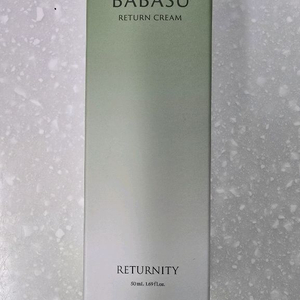 BABASU
RETURN CREAM
RETURNITY
50 mL 1.69 fl.oz.